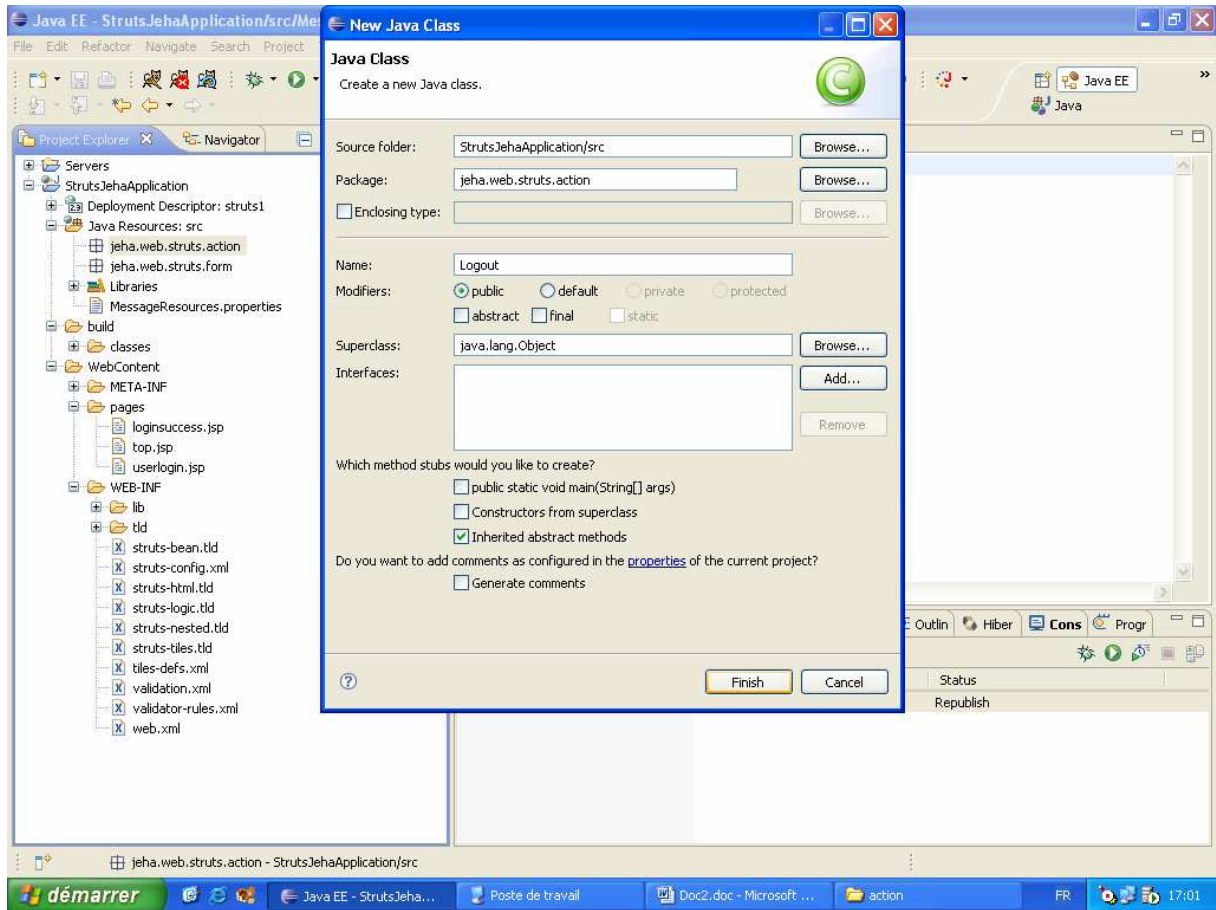 Java EE - StrutsJehaApplication/src/Me
File Edit Refactor Navigate Search Project
Java EE
Java
Project Explorer
Navigator
Servers
StrutsJehaApplication
Deployment Descriptor: struts1
Java Resources: src
jeha.web.struts.action
jeha.web.struts.form
Libraries
MessageResources.properties
build
classes
WebContent
META-INF
pages
loginsuccess.jsp
top.jsp
userlogin.jsp
WEB-INF
lib
tld
struts-bean.tld
struts-config.xml
struts-html.tld
struts-logic.tld
struts-nested.tld
struts-tiles.tld
tiles-defs.xml
validation.xml
validator-rules.xml
web.xml
New Java Class
Java Class
Create a new Java class.
Source folder: StrutsJehaApplication/src Browse...
Package: jeha.web.struts.action Browse...
Enclosing type: Browse...
Name: Logout
Modifiers: public default private protected
abstract final static
Superclass: java.lang.Object Browse...
Interfaces: Add...
Remove
Which method stubs would you like to create?
public static void main(String[] args)
Constructors from superclass
Inherited abstract methods
Do you want to add comments as configured in the properties of the current project?
Generate comments
Finish Cancel
Outlin Hiber Cons Progr
Status
Republish
jeha.web.struts.action - StrutsJehaApplication/src
démarrer Java EE - StrutsJeha... Poste de travail Doc2.doc - Microsoft ... action FR 17:01